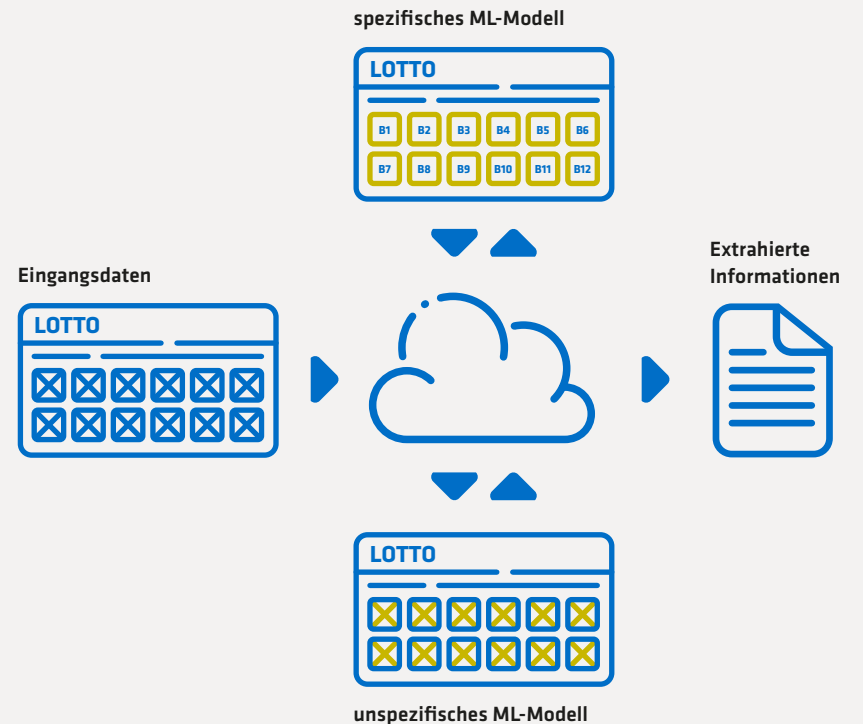 spezifisches ML-Modell
LOTTO
B1 B2 B3 B4 B5 B6
B7 B8 B9 B10 B11 B12
Eingangsdaten
LOTTO
Extrahierte
Informationen
LOTTO
unspezifisches ML-Modell